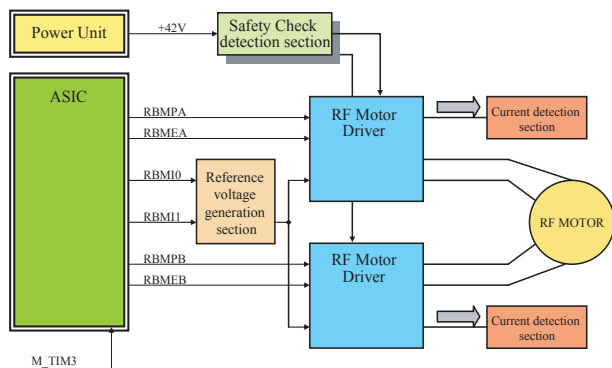 Power Unit
+42V
Safety Check
detection section
ASIC
RBMPA
RBMEA
RF Motor
Driver
Current detection
section
RBMI0
Reference
voltage
generation
section
RBMI1
RF MOTOR
RBMPB
RBMEB
RF Motor
Driver
Current detection
section
M_TIM3